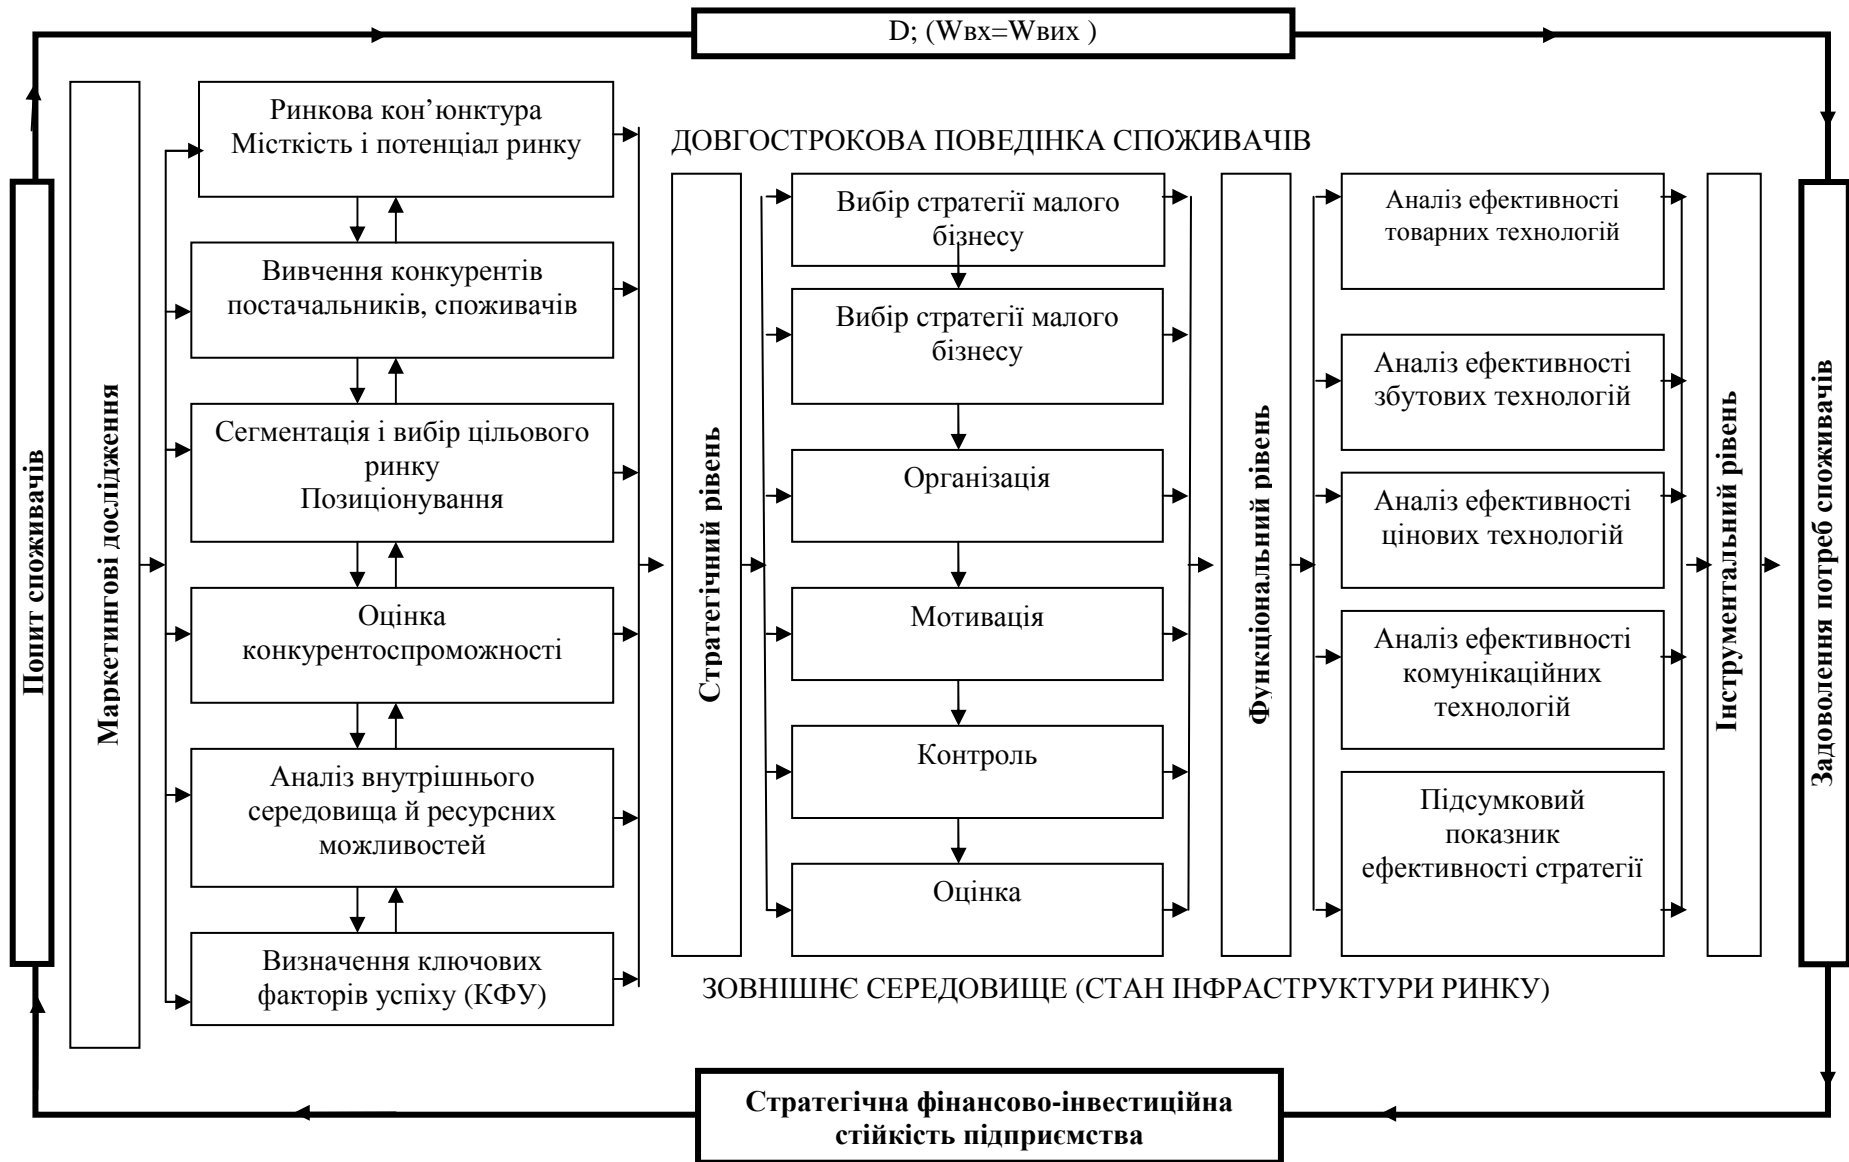 D; (Wвх=Wвих )
Попит споживачів
Маркетингові дослідження
Ринкова кон’юнктура
Місткість і потенціал ринку
Вивчення конкурентів
постачальників, споживачів
Сегментація і вибір цільового
ринку
Позиціонування
Оцінка
конкурентоспроможності
Аналіз внутрішнього
середовища й ресурсних
можливостей
Визначення ключових
факторів успіху (КФУ)
ДОВГОСТРОКОВА ПОВЕДІНКА СПОЖИВАЧІВ
Стратегічний рівень
Вибір стратегії малого
бізнесу
Вибір стратегії малого
бізнесу
Організація
Мотивація
Контроль
Оцінка
Функціональний рівень
Аналіз ефективності
товарних технологій
Аналіз ефективності
збутових технологій
Аналіз ефективності
цінових технологій
Аналіз ефективності
комунікаційних
технологій
Підсумковий
показник
ефективності стратегії
Інструментальний рівень
Задоволення потреб споживачів
ЗОВНІШНЄ СЕРЕДОВИЩЕ (СТАН ІНФРАСТРУКТУРИ РИНКУ)
Стратегічна фінансово-інвестиційна
стійкість підприємства